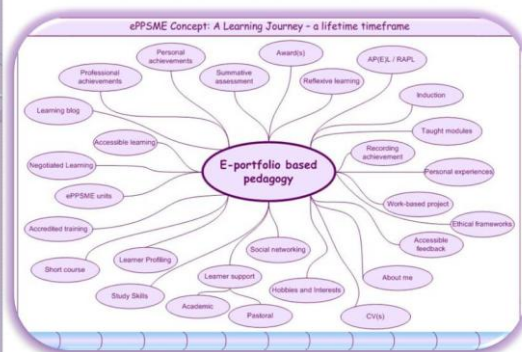 ePPSME Concept: A Learning Journey - a lifetime timeframe
Personal
achievements
Award(s)
AP(E)L / RAPL
Professional
achievements
Summative
assessment
Reflexive learning
Induction
Learning blog
Taught modules
Accessible learning
Recording
achievement
E-portfolio based
pedagogy
Negotiated Learning
Personal experiences
ePPSME units
Work-based project
Accredited training
Ethical frameworks
Social networking
Accessible
feedback
Short course
Learner Profiling
Learner support
About me
Study Skills
Hobbies and Interests
Academic
Pastoral
CV(s)